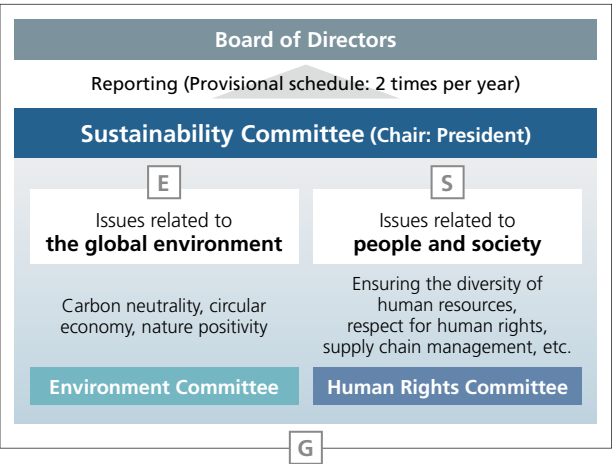 Board of Directors
Reporting (Provisional schedule: 2 times per year)
Sustainability Committee (Chair: President)
E
Issues related to
the global environment
Carbon neutrality, circular
economy, nature positivity
Environment Committee
S
Issues related to
people and society
Ensuring the diversity of
human resources,
respect for human rights,
supply chain management, etc.
Human Rights Committee
G